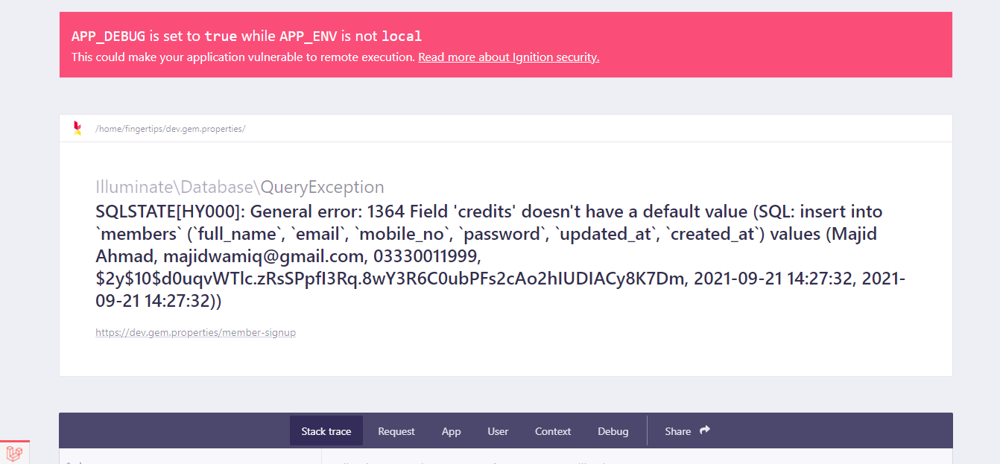 APP_DEBUG is set to true while APP_ENV is not local
This could make your application vulnerable to remote execution. Read more about Ignition security.
/home/fingertips/dev.gem.properties/
Illuminate\Database\QueryException
SQLSTATE[HY000]: General error: 1364 Field 'credits' doesn't have a default value (SQL: insert into
`members` (`full_name`, `email`, `mobile_no`, `password`, `updated_at`, `created_at`) values (Majid
Ahmad, majidwamiq@gmail.com, 03330011999,
$2y$10$d0uqvWTlc.zRsSPpfI3Rq.8wY3R6C0ubPFs2cAo2hIUDIACy8K7Dm, 2021-09-21 14:27:32, 2021-
09-21 14:27:32))
https://dev.gem.properties/member-signup
Stack trace Request App User Context Debug Share